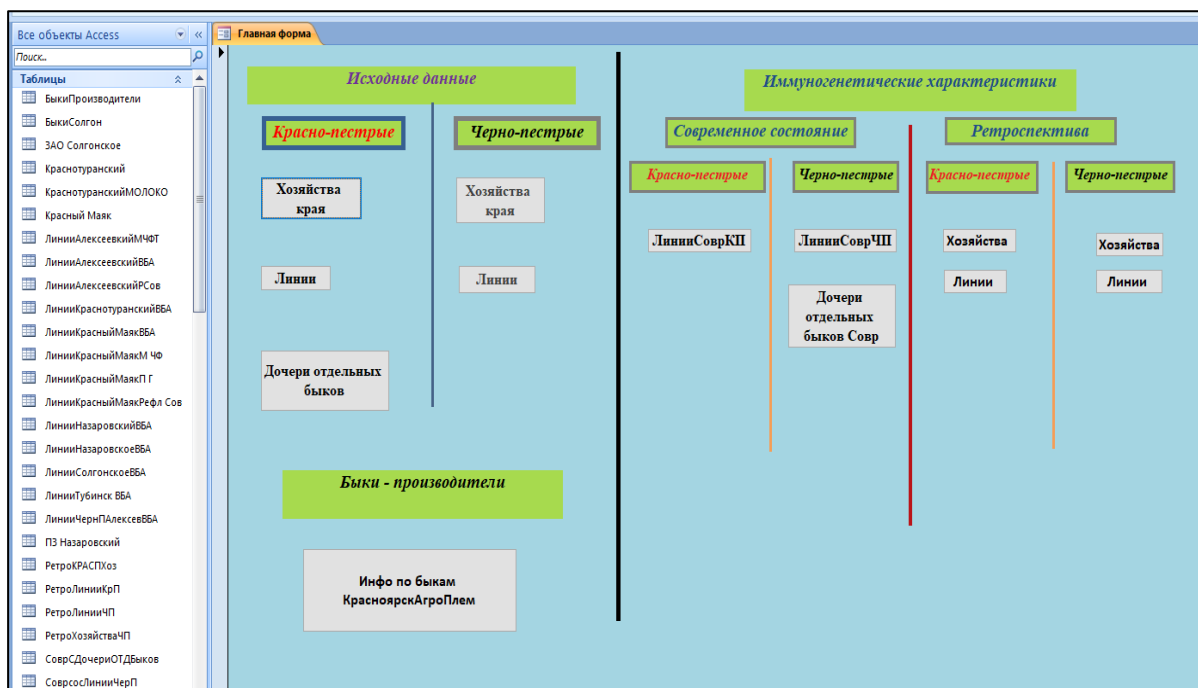 Все объекты Access
Поиск...
Таблицы
БыкиПроизводители
БыкиСолгон
ЗАО Солгонское
Краснотуранский
КраснотуранскийМОЛОКО
Красный Маяк
ЛинииАлексеевкийМЧФТ
ЛинииАлексеевскийВБА
ЛинииАлексеевскийРСов
ЛинииКраснотуранскийВБА
ЛинииКрасныйМаякВБА
ЛинииКрасныйМаякМ ЧФ
ЛинииКрасныйМаякП Г
ЛинииКрасныйМаякРефл Сов
ЛинииНазаровскийВБА
ЛинииНазаровскоеВБА
ЛинииСолгонскоеВБА
ЛинииТубинск ВБА
ЛинииЧернПАлексевВБА
ПЗ Назаровский
РетроКРАСПХоз
РетроЛинииКрП
РетроЛинииЧП
РетроХозяйстваЧП
СоврСДочериОТДБыков
СоврсосЛинииЧерП
Главная форма
Исходные данные
Красно-пестрые
Черно-пестрые
Хозяйства
края
Хозяйства
края
Линии
Линии
Дочери отдельных
быков
Быки - производители
Инфо по быкам
КрасноярскАгроПлем
Иммуногенетические характеристики
Современное состояние
Ретроспектива
Красно-пестрые
Черно-пестрые
Красно-пестрые
Черно-пестрые
ЛинииСоврКП
ЛинииСоврЧП
Хозяйства
Хозяйства
Линии
Линии
Дочери
отдельных
быков Совр